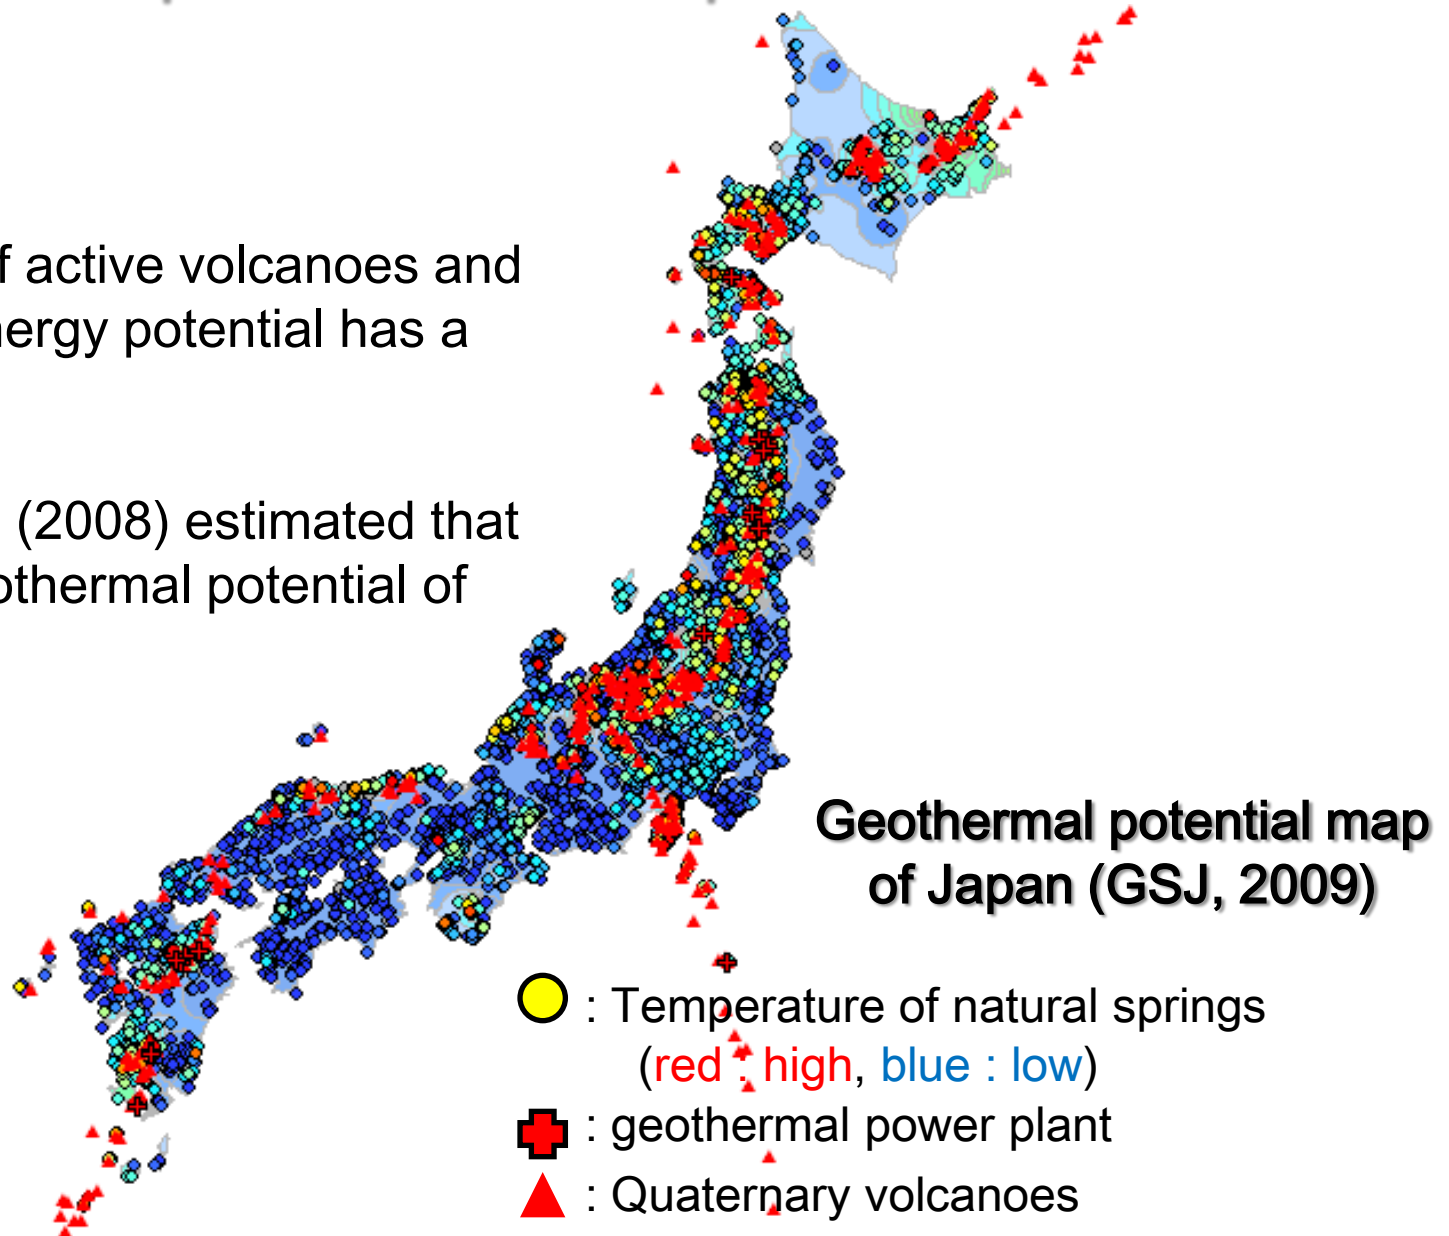 f active volcanoes and
nergy potential has a
(2008) estimated that
othermal potential of
Geothermal potential map
of Japan (GSJ, 2009)
: Temperature of natural springs
(red : high, blue : low)
: geothermal power plant
: Quaternary volcanoes